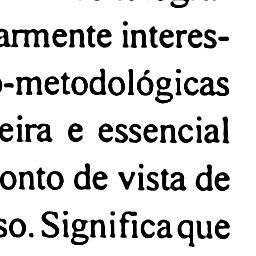 armente interes-
o-metodológicas
eira e essencial
onto de vista de
so. Significa que